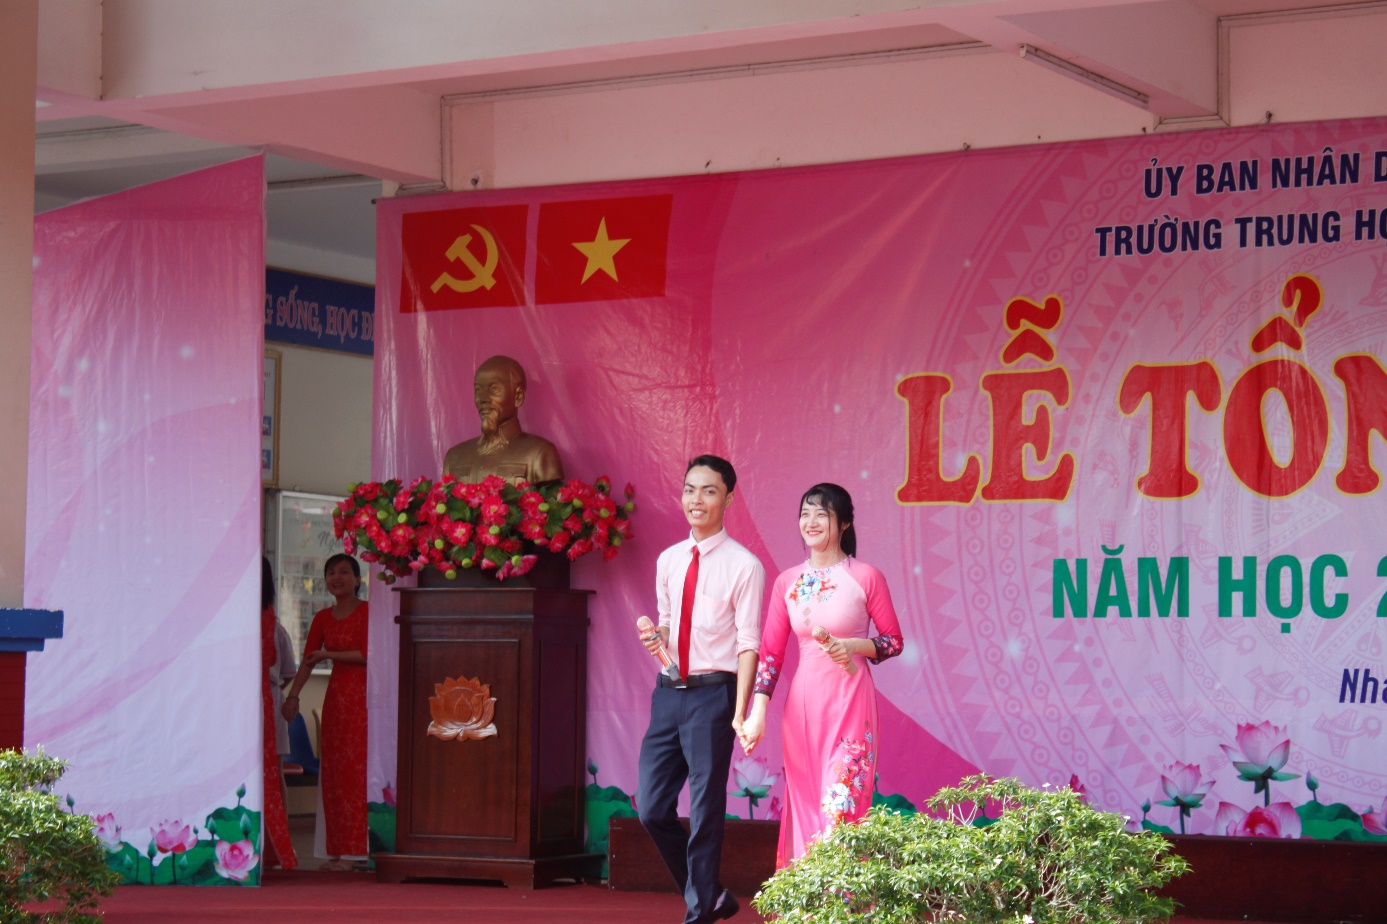 ỦY BAN NHÂN D
TRƯỜNG TRUNG HỌ
LỄ TỔN
NĂM HỌC 2
Nha
G SỐNG, HỌC Đ